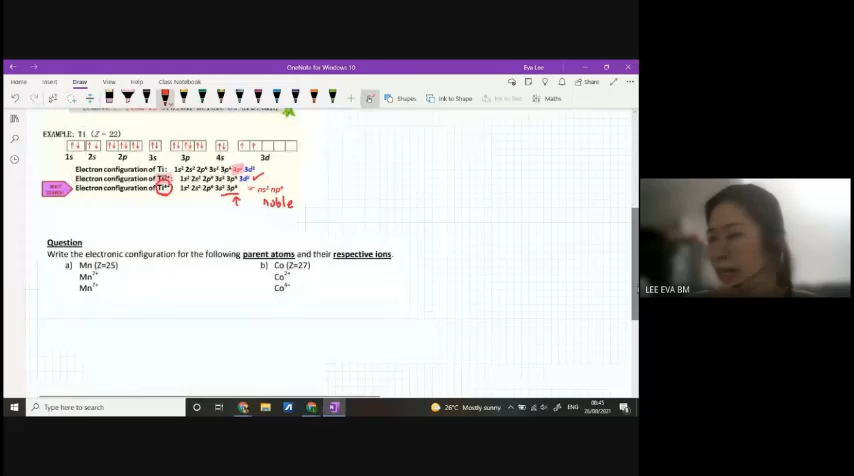 OneNote for Windows 10
Eva Lee
Home Insert Draw View Help Class Notebook
Share
Shapes Ink to Shape Ink to Text Maths
EXAMPLE: Ti (Z = 22)
1s 2s 2p 3s 3p 4s 3d
Electron configuration of Ti: 1s² 2s² 2p⁶ 3s² 3p⁶ 4s² 3d²
Electron configuration of Ti²⁺: 1s² 2s² 2p⁶ 3s² 3p⁶ 3d²
Electron configuration of Ti⁴⁺: 1s² 2s² 2p⁶ 3s² 3p⁶
ns² np⁶
noble
Question
Write the electronic configuration for the following parent atoms and their respective ions.
a) Mn (Z=25) b) Co (Z=27)
Mn²⁺ Co²⁺
Mn⁷⁺ Co⁴⁺
LEE EVA BM
Type here to search
26°C Mostly sunny
ENG
08:45
26/08/2021